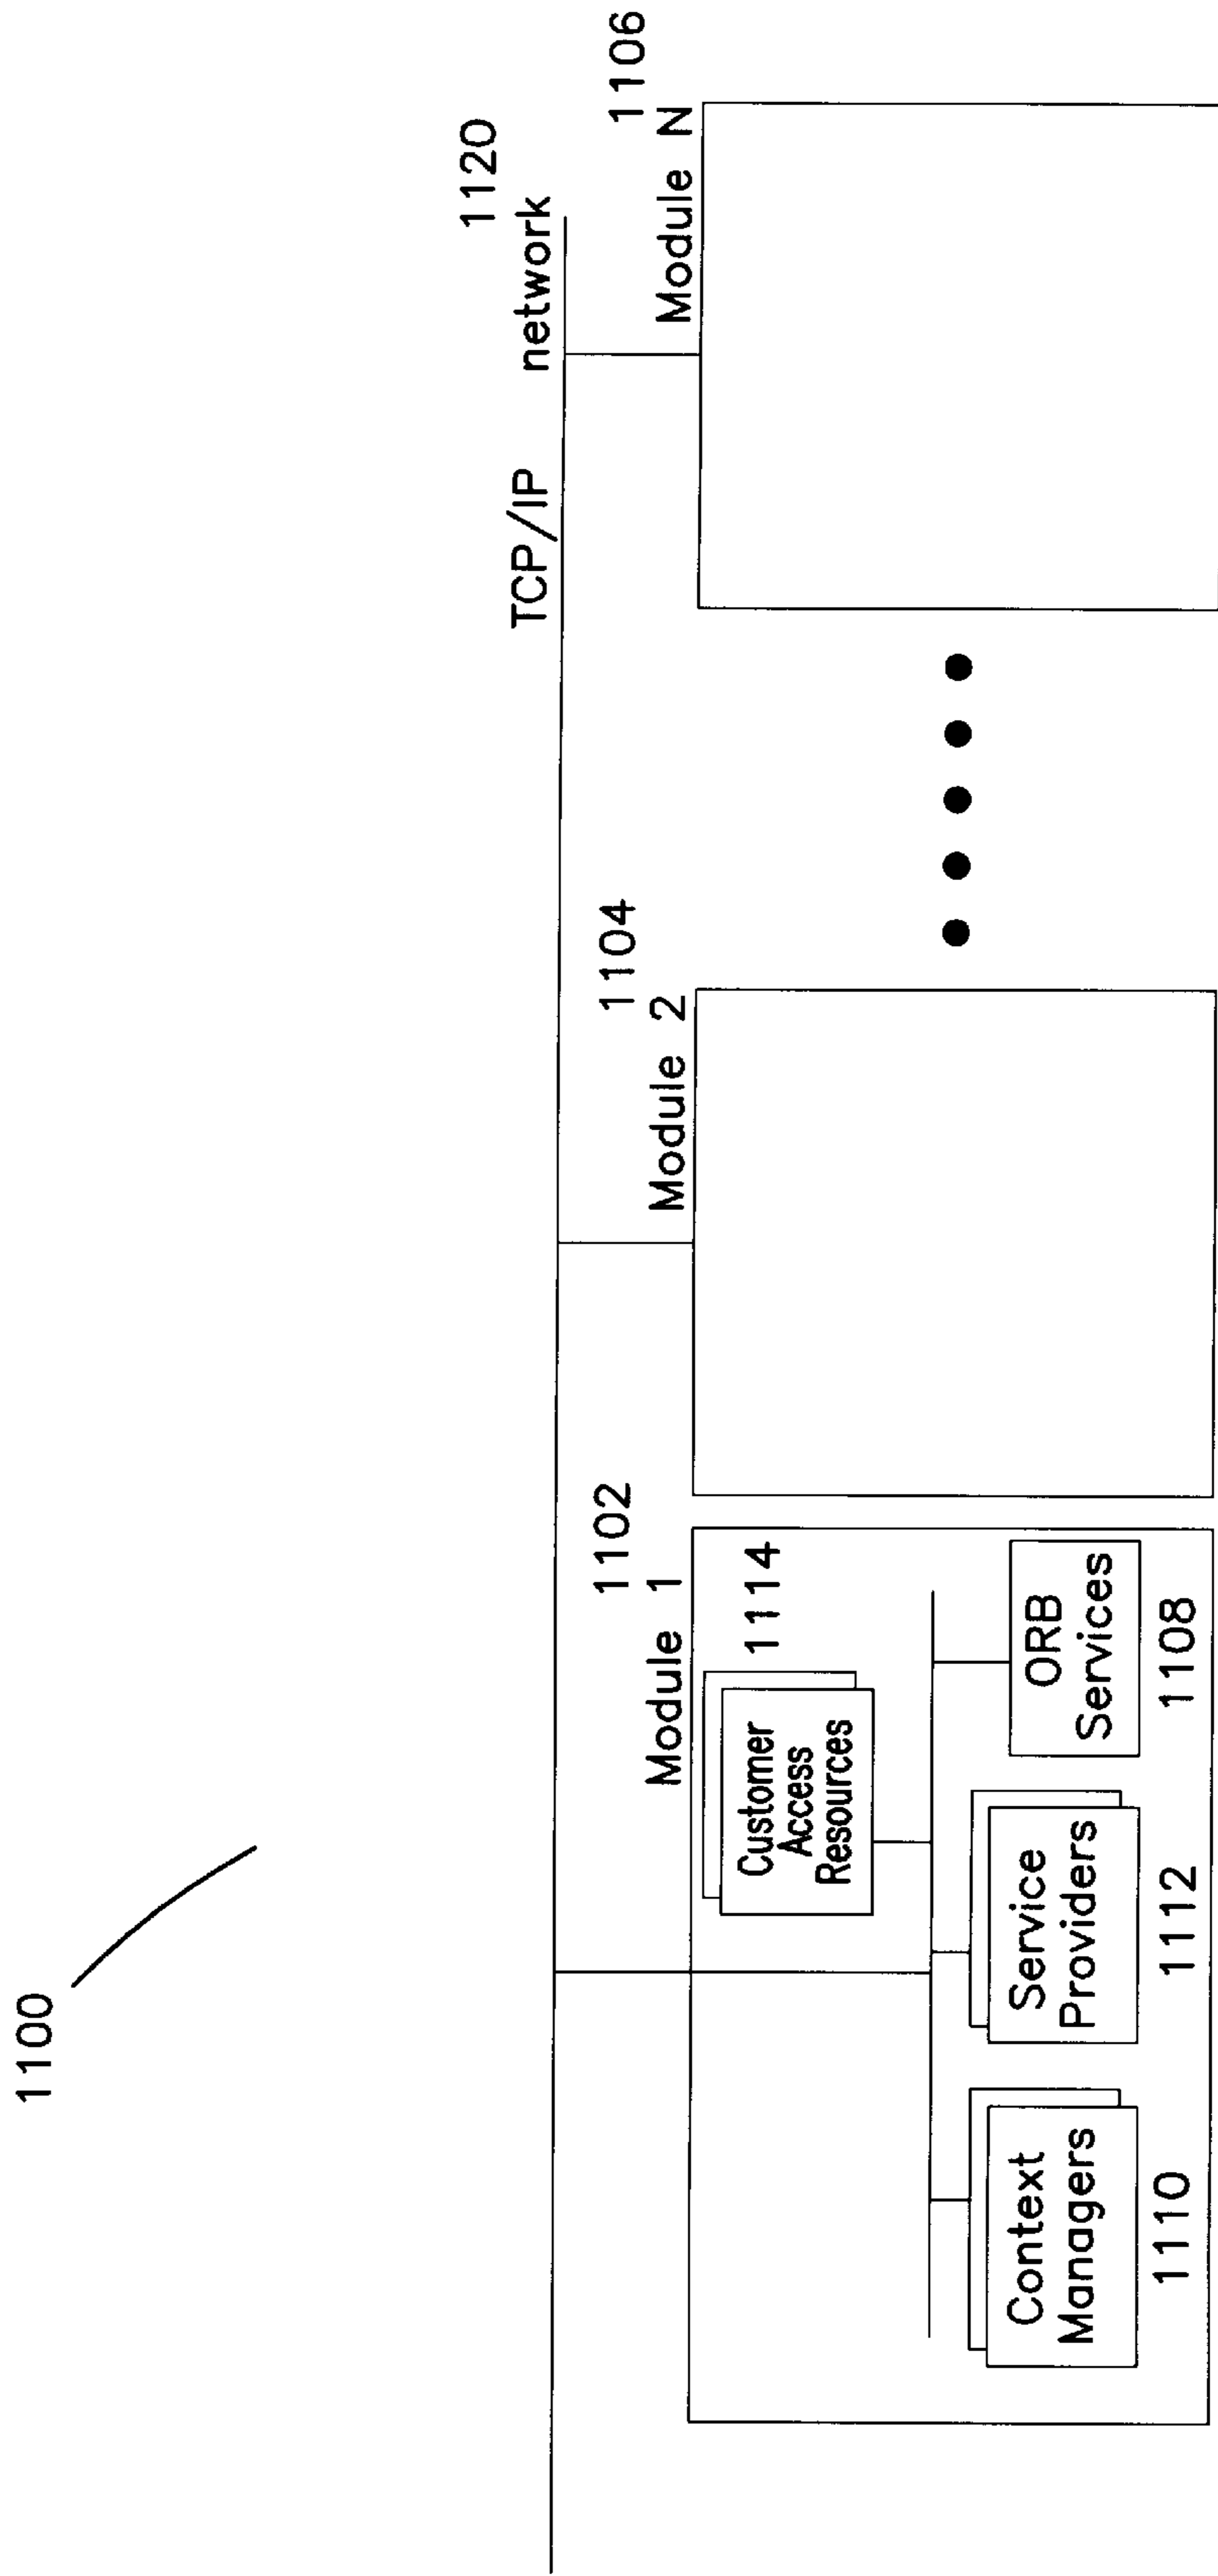 1100
1120
TCP/IP network
1102
Module 1
1104
Module 2
1106
Module N
1114
Customer
Access
Resources
Context
Managers
1110
Service
Providers
1112
ORB
Services
1108